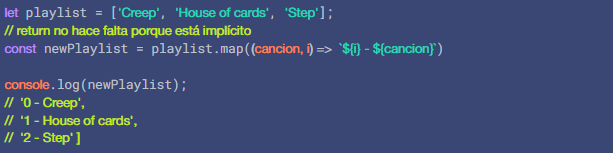 let playlist = ['Creep', 'House of cards', 'Step'];
// return no hace falta porque está implícito
const newPlaylist = playlist.map((cancion, i) => `${i} - ${cancion}`)
console.log(newPlaylist);
// '0 - Creep',
// '1 - House of cards',
// '2 - Step' ]